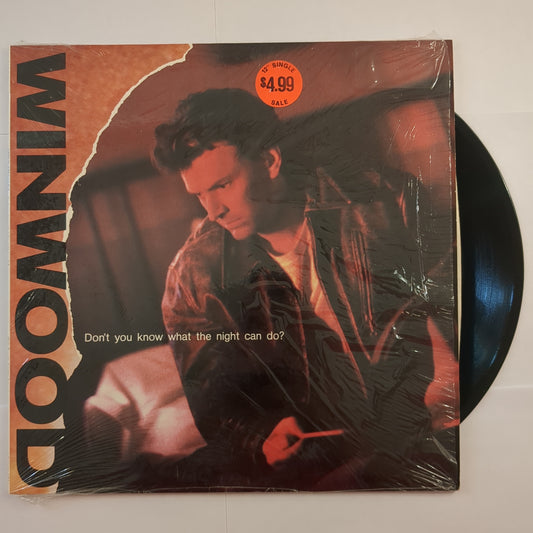 WINWOOD
12" SINGLE
$4.99
SALE
Don't you know what the night can do?